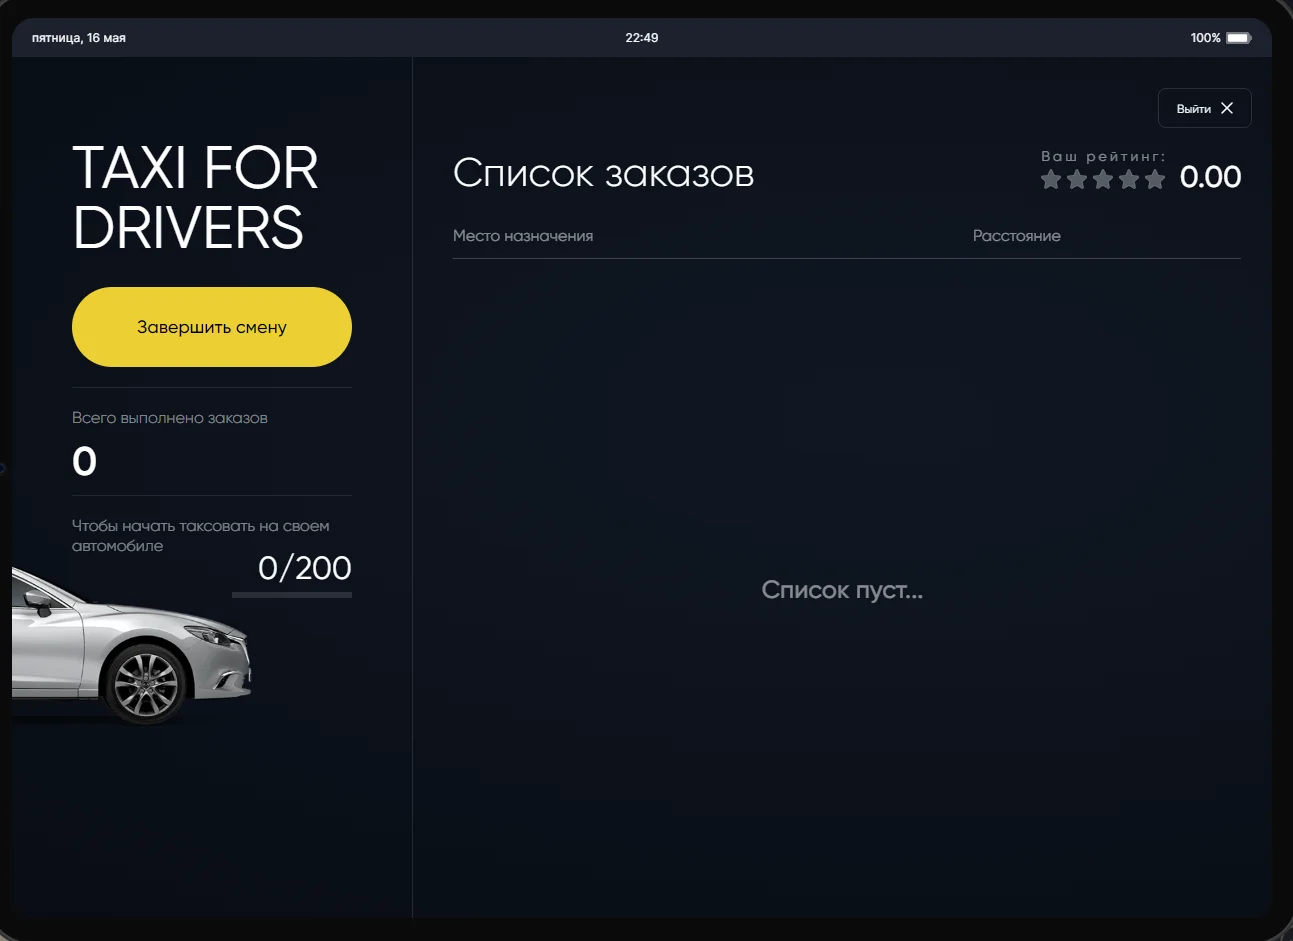 пятница, 16 мая
22:49
100%
TAXI FOR
DRIVERS
Завершить смену
Всего выполнено заказов
0
Чтобы начать таксовать на своем
автомобиле
0/200
Выйти
Список заказов
Ваш рейтинг:
0.00
Место назначения
Расстояние
Список пуст...